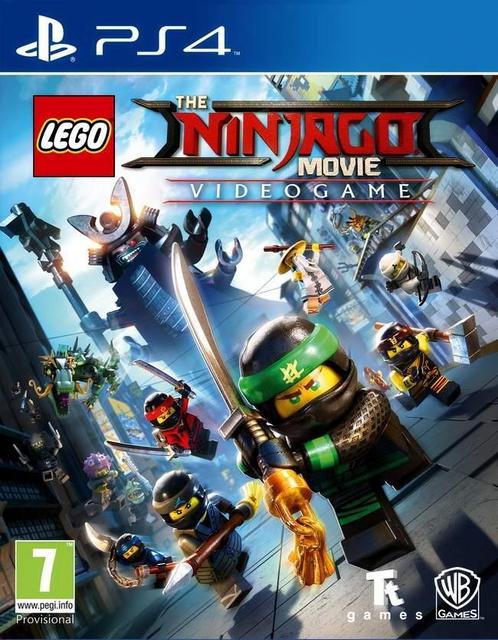 PS4
LEGO
THE
NINJAGO
MOVIE
VIDEOGAME
7
www.pegi.info
Provisional
Tt
games
WB
GAMES